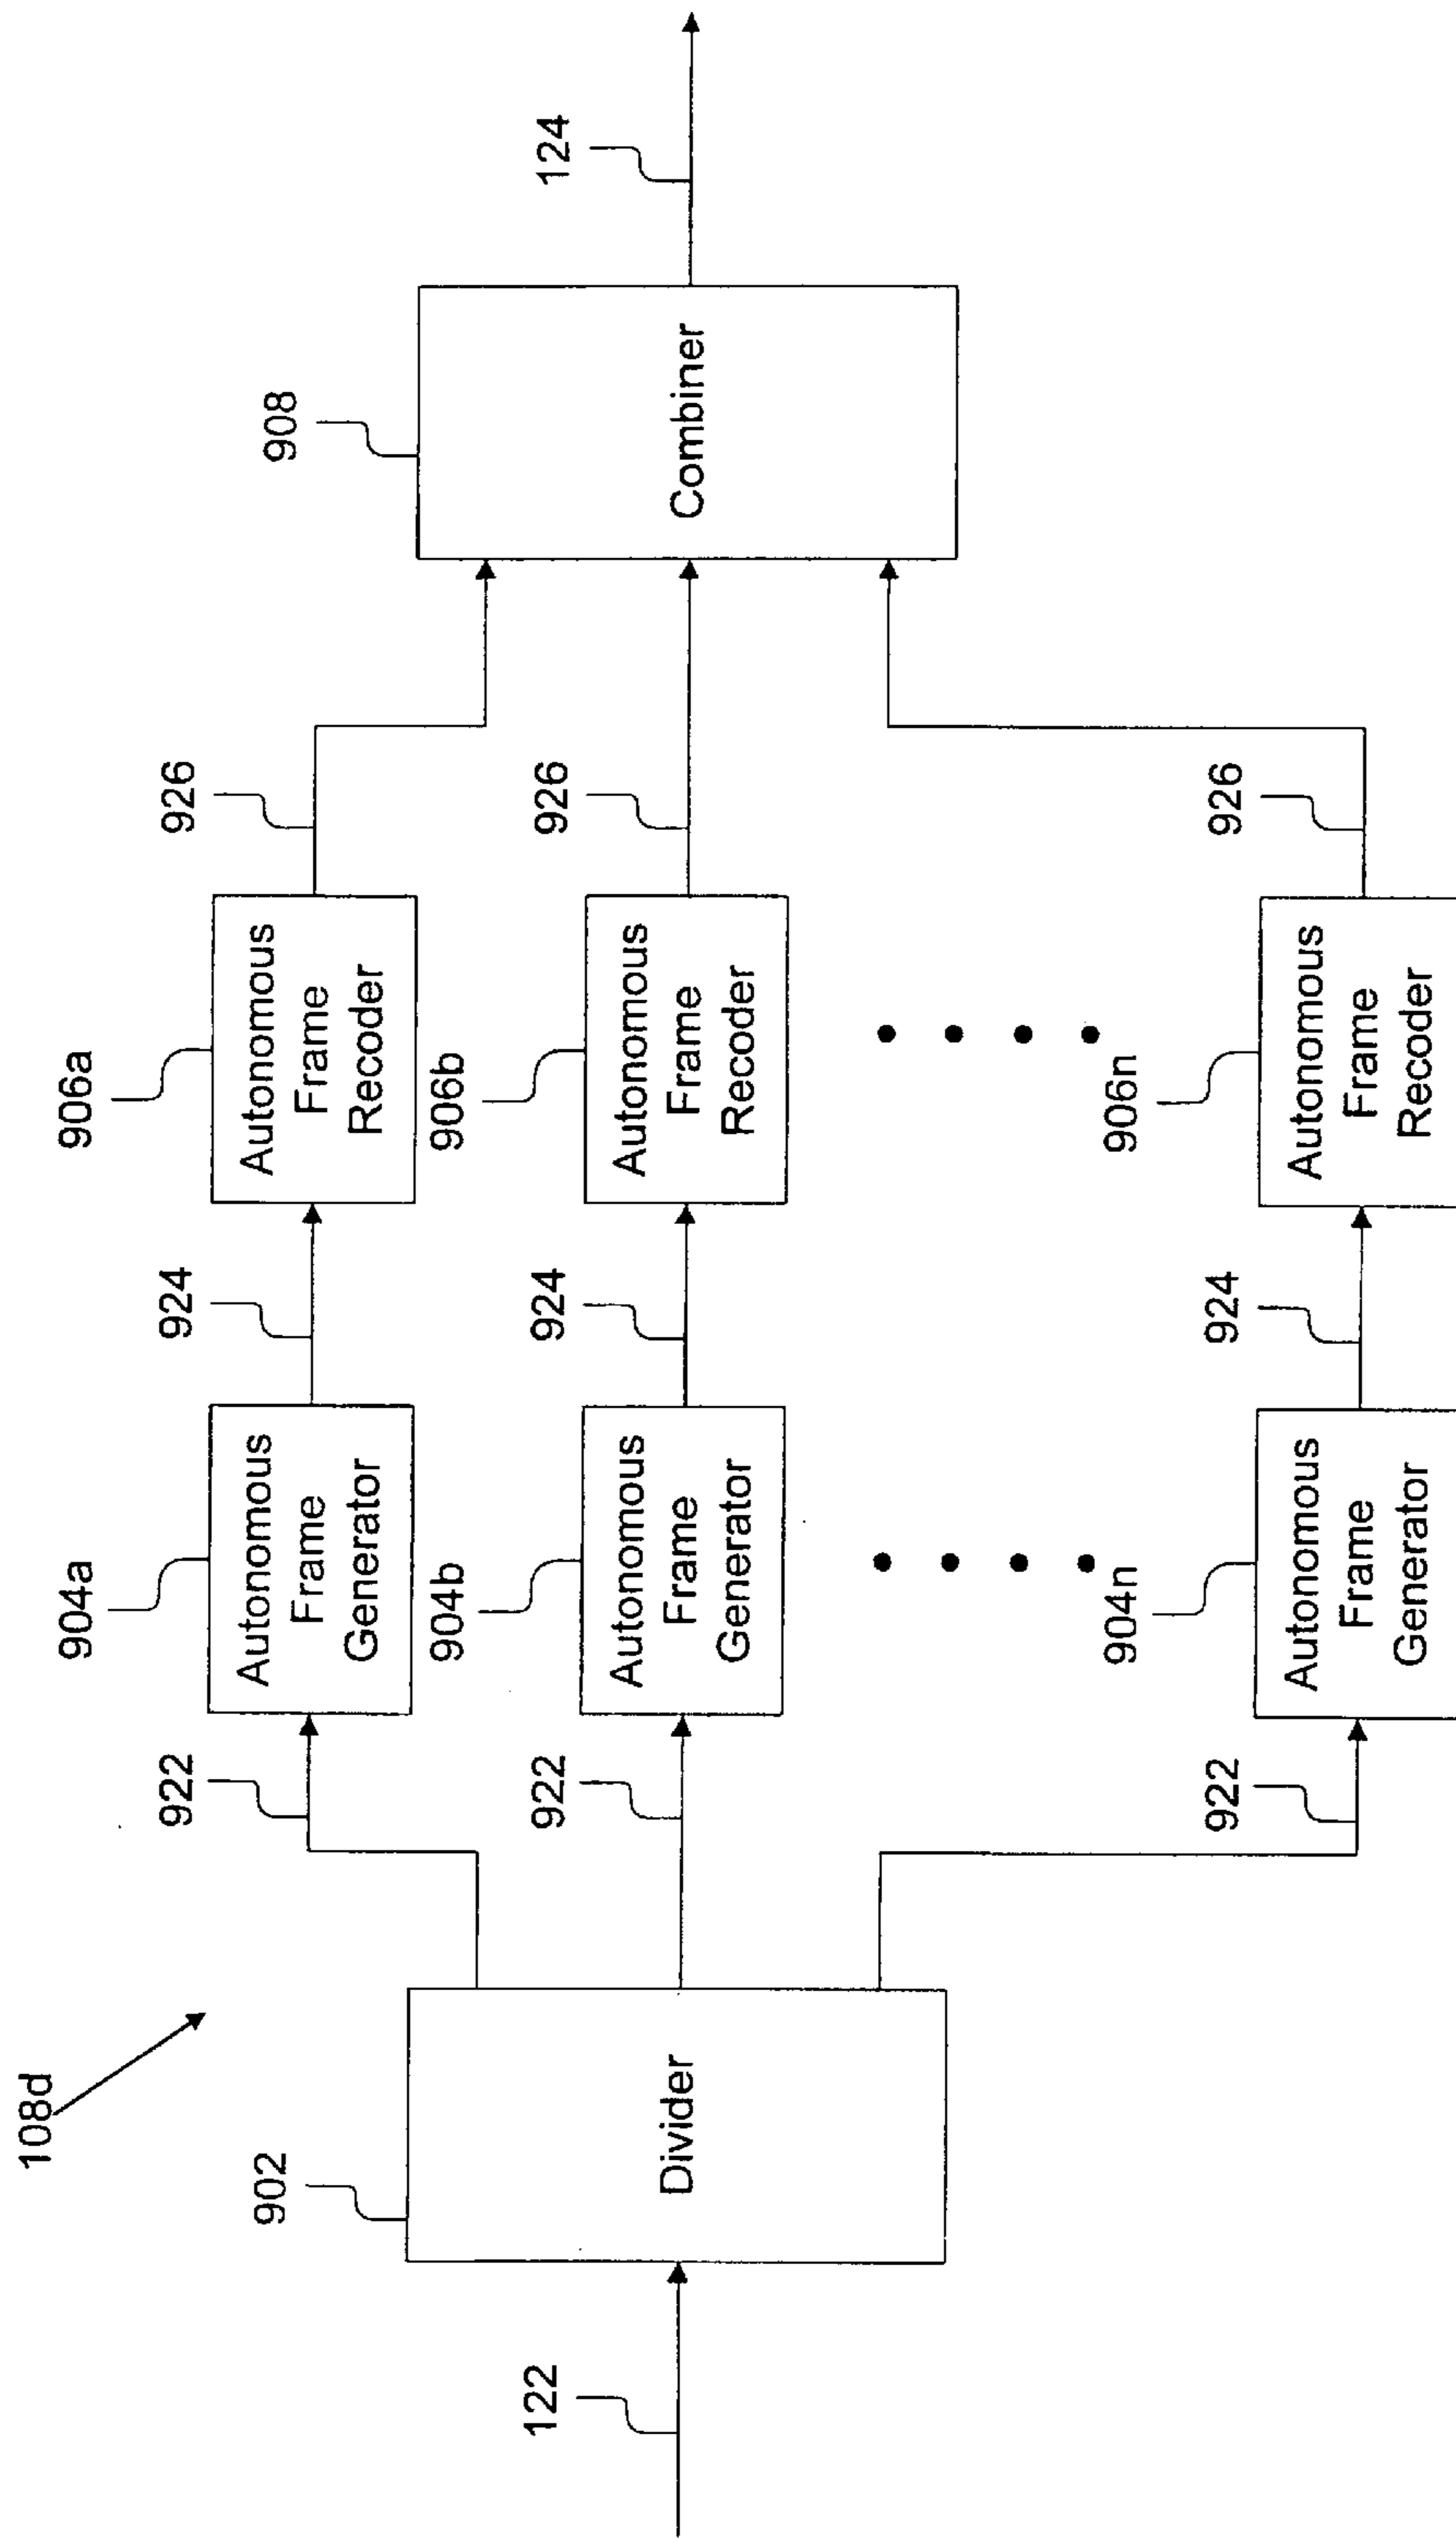 108d
122
902
Divider
922
922
922
904a
Autonomous
Frame
Generator
904b
Autonomous
Frame
Generator
904n
Autonomous
Frame
Generator
924
924
924
906a
Autonomous
Frame
Recoder
906b
Autonomous
Frame
Recoder
906n
Autonomous
Frame
Recoder
926
926
926
908
Combiner
124